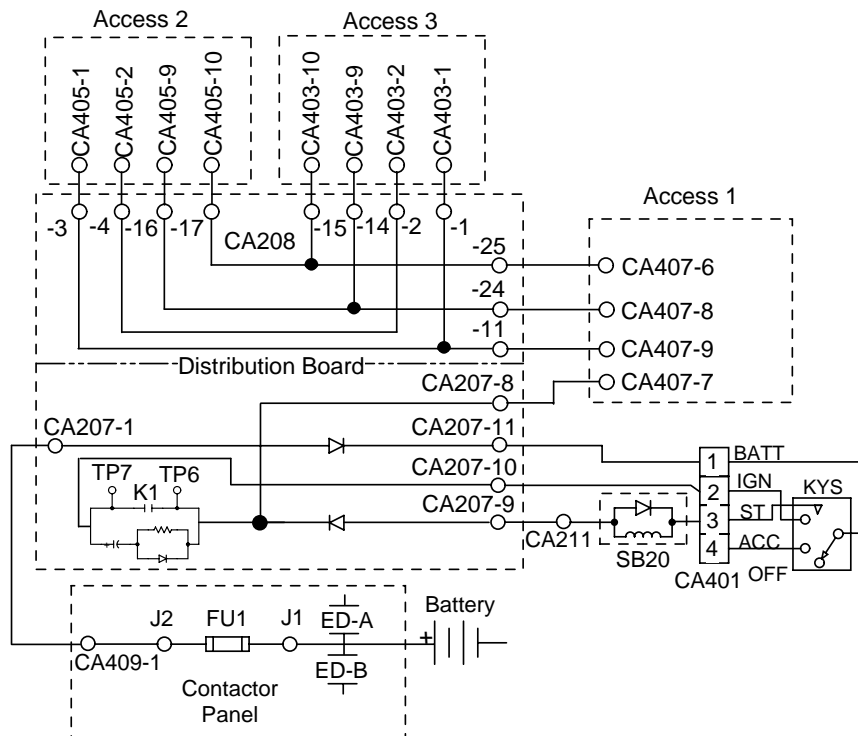 Access 2
Access 3
CA405-1
CA405-2
CA405-9
CA405-10
CA403-10
CA403-9
CA403-2
CA403-1
Access 1
-3
-4
-16
-17
CA208
-15
-14
-2
-1
-25
CA407-6
-24
CA407-8
-11
CA407-9
Distribution Board
CA207-8
CA407-7
CA207-1
CA207-11
CA207-10
TP7
K1
TP6
+
CA207-9
CA211
SB20
1
2
3
4
BATT
IGN
ST
ACC
KYS
OFF
CA401
J2
FU1
J1
ED-A
Battery
+
CA409-1
ED-B
Contactor
Panel